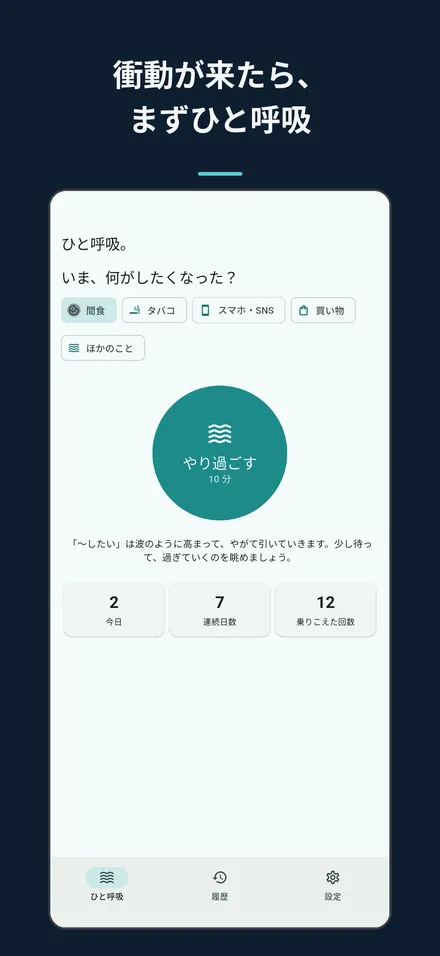 衝動が来たら、
まずひと呼吸
ひと呼吸。
いま、何がしたくなった？
間食
タバコ
スマホ・SNS
買い物
ほかのこと
やり過ごす
10 分
「〜したい」は波のように高まって、やがて引いていきます。少し待っ
て、過ぎていくのを眺めましょう。
2
今日
7
連続日数
12
乗りこえた回数
ひと呼吸
履歴
設定